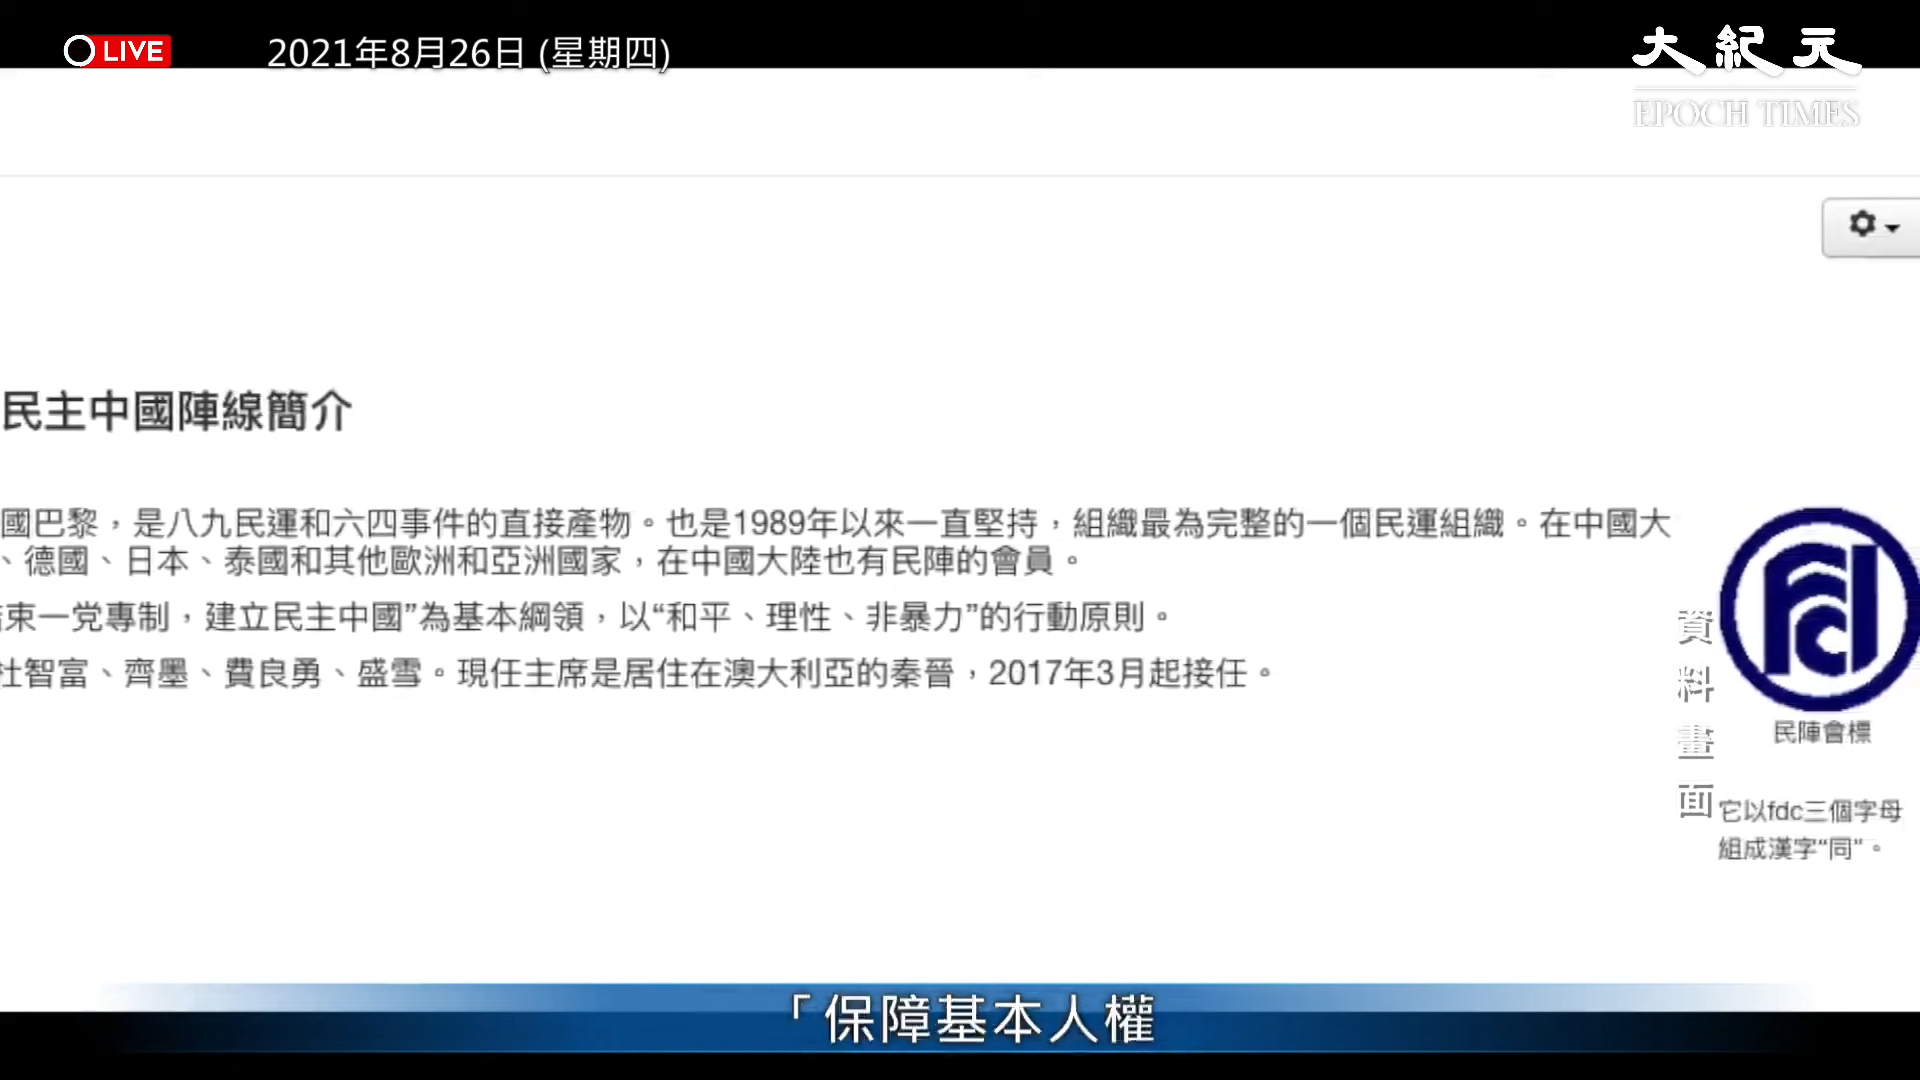 LIVE
2021年8月26日 (星期四)
大紀元
EPOCH TIMES
民主中國陣線簡介
國巴黎，是八九民運和六四事件的直接產物。也是1989年以來一直堅持，組織最為完整的一個民運組織。在中國大
、德國、日本、泰國和其他歐洲和亞洲國家，在中國大陸也有民陣的會員。
束一党專制，建立民主中國”為基本綱領，以“和平、理性、非暴力”的行動原則。
杜智富、齊墨、費良勇、盛雪。現任主席是居住在澳大利亞的秦晉，2017年3月起接任。
資料畫面
民陣會標
它以fdc三個字母
組成漢字“同”。
「保障基本人權